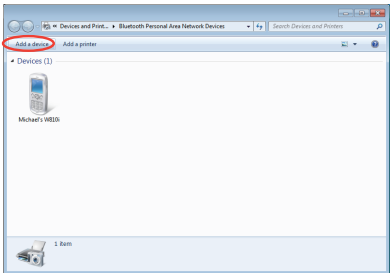 « Devices and Print... ▸ Bluetooth Personal Area Network Devices Search Devices and Printers
Add a device Add a printer
Devices (1)
Michael's W810i
1 item